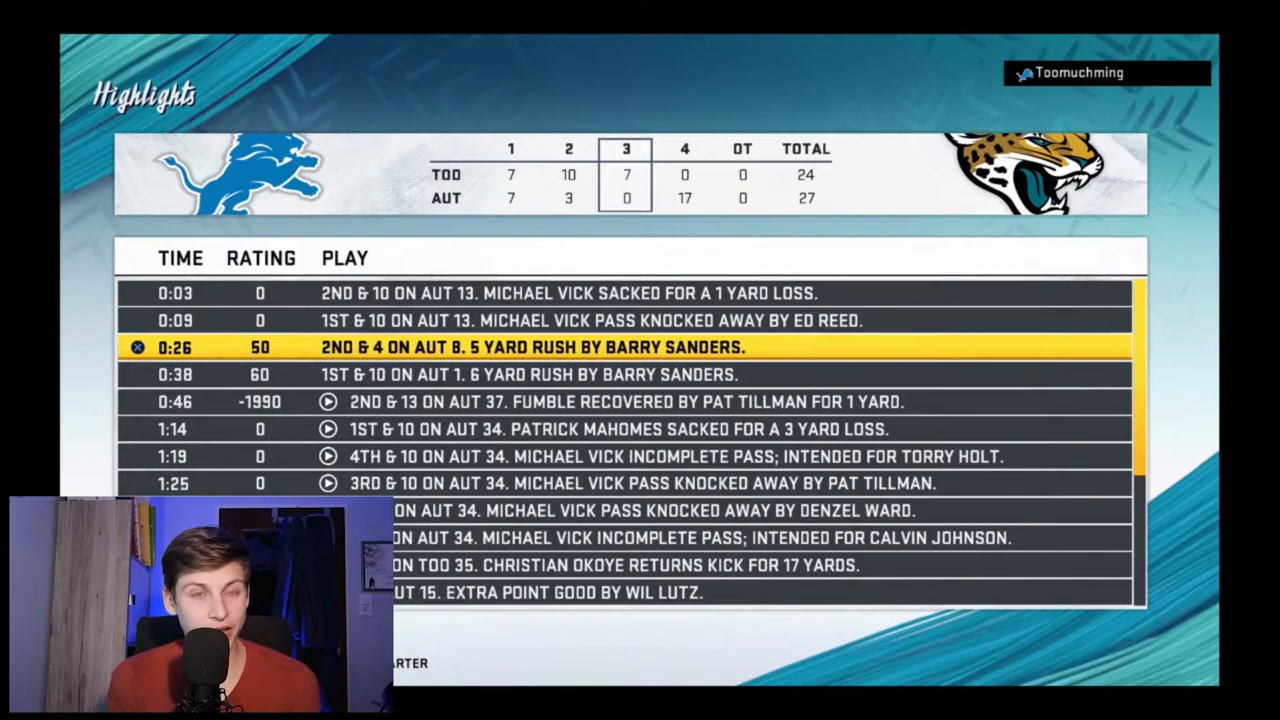 Highlights
Toomuchming
1 2 3 4 OT TOTAL
TOO 7 10 7 0 0 24
AUT 7 3 0 17 0 27
TIME RATING PLAY
0:03 0 2ND & 10 ON AUT 13. MICHAEL VICK SACKED FOR A 1 YARD LOSS.
0:09 0 1ST & 10 ON AUT 13. MICHAEL VICK PASS KNOCKED AWAY BY ED REED.
0:26 50 2ND & 4 ON AUT 8. 5 YARD RUSH BY BARRY SANDERS.
0:38 60 1ST & 10 ON AUT 1. 6 YARD RUSH BY BARRY SANDERS.
0:46 -1990 2ND & 13 ON AUT 37. FUMBLE RECOVERED BY PAT TILLMAN FOR 1 YARD.
1:14 0 1ST & 10 ON AUT 34. PATRICK MAHOMES SACKED FOR A 3 YARD LOSS.
1:19 0 4TH & 10 ON AUT 34. MICHAEL VICK INCOMPLETE PASS; INTENDED FOR TORRY HOLT.
1:25 0 3RD & 10 ON AUT 34. MICHAEL VICK PASS KNOCKED AWAY BY PAT TILLMAN.
ON AUT 34. MICHAEL VICK PASS KNOCKED AWAY BY DENZEL WARD.
ON AUT 34. MICHAEL VICK INCOMPLETE PASS; INTENDED FOR CALVIN JOHNSON.
ON TOO 35. CHRISTIAN OKOYE RETURNS KICK FOR 17 YARDS.
UT 15. EXTRA POINT GOOD BY WIL LUTZ.
ARTER